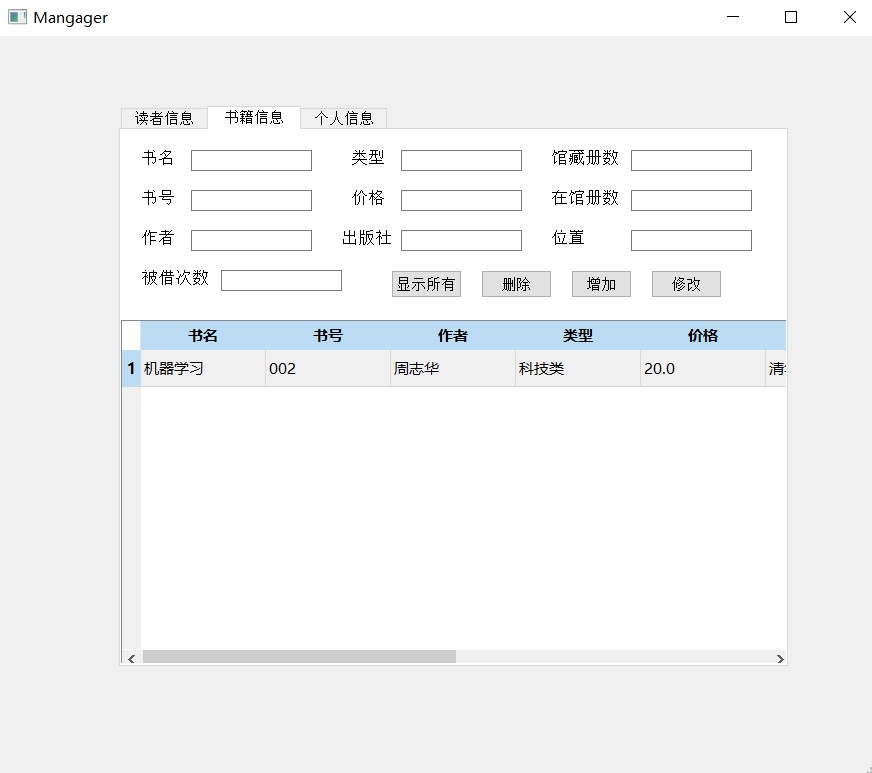 Mangager
读者信息 书籍信息 个人信息
书名 类型 馆藏册数
书号 价格 在馆册数
作者 出版社 位置
被借次数 显示所有 删除 增加 修改
书名 书号 作者 类型 价格
1 机器学习 002 周志华 科技类 20.0 清